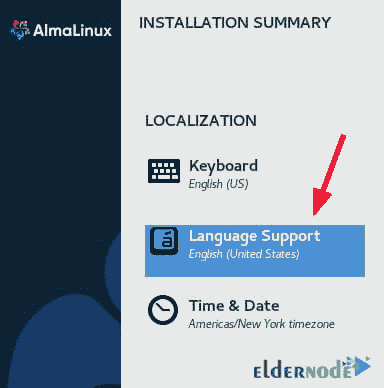 AlmaLinux
INSTALLATION SUMMARY
LOCALIZATION
Keyboard
English (US)
Language Support
English (United States)
Time & Date
Americas/New York timezone
ELDERNODE